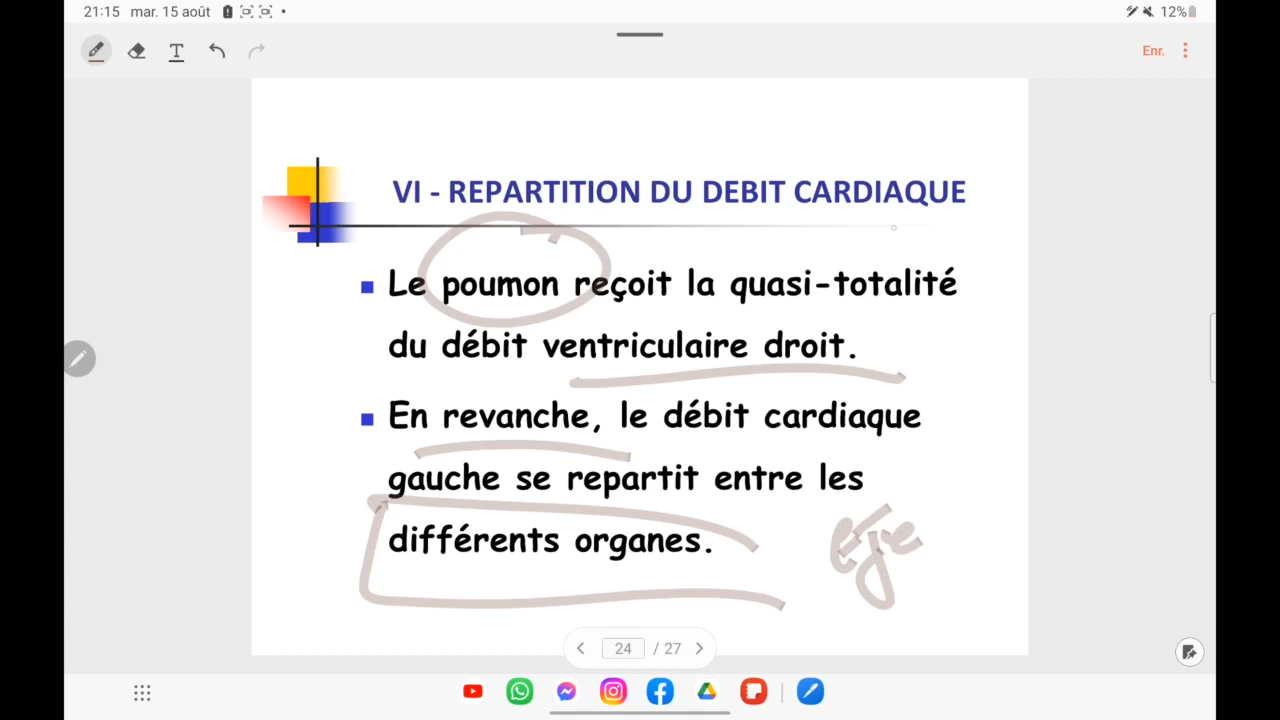 21:15 mar. 15 août 12%
Enr.
VI - REPARTITION DU DEBIT CARDIAQUE
Le poumon reçoit la quasi-totalité
du débit ventriculaire droit.
En revanche, le débit cardiaque
gauche se repartit entre les
différents organes.
eje
24 / 27